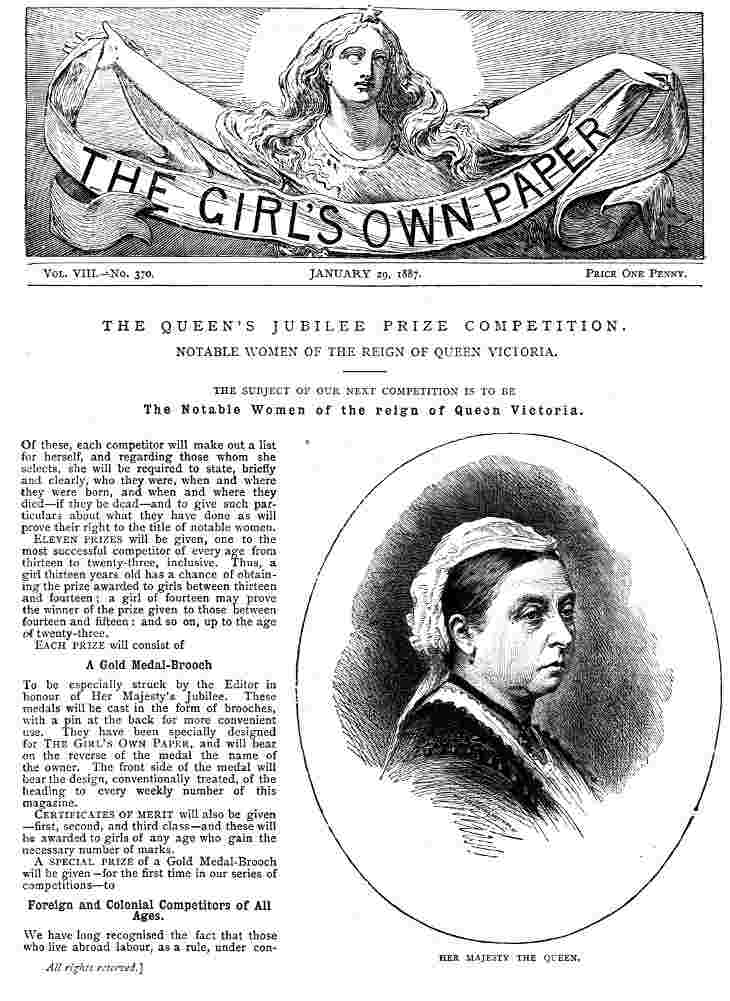 THE GIRL'S OWN PAPER
VOL. VIII.—No. 370.
JANUARY 29, 1887.
PRICE ONE PENNY.
THE QUEEN'S JUBILEE PRIZE COMPETITION.
NOTABLE WOMEN OF THE REIGN OF QUEEN VICTORIA.
THE SUBJECT OF OUR NEXT COMPETITION IS TO BE
The Notable Women of the reign of Queen Victoria.
Of these, each competitor will make out a list
for herself, and regarding those whom she
selects, she will be required to state, briefly
and clearly, who they were, when and where
they were born, and when and where they
died—if they be dead—and to give such par-
ticulars about what they have done as will
prove their right to the title of notable women.
ELEVEN PRIZES will be given, one to the
most successful competitor of every age from
thirteen to twenty-three, inclusive. Thus, a
girl thirteen years old has a chance of obtain-
ing the prize awarded to girls between thirteen
and fourteen; a girl of fourteen may prove
the winner of the prize given to those between
fourteen and fifteen: and so on, up to the age
of twenty-three.
EACH PRIZE will consist of
A Gold Medal-Brooch
To be especially struck by the Editor in
honour of Her Majesty's Jubilee. These
medals will be cast in the form of brooches,
with a pin at the back for more convenient
use. They have been specially designed
for THE GIRL'S OWN PAPER, and will bear
on the reverse of the medal the name of
the owner. The front side of the medal will
bear the design, conventionally treated, of the
heading to every weekly number of this
magazine.
CERTIFICATES OF MERIT will also be given
—first, second, and third class—and these will
be awarded to girls of any age who gain the
necessary number of marks.
A SPECIAL PRIZE of a Gold Medal-Brooch
will be given—for the first time in our series of
competitions—to
Foreign and Colonial Competitors of All
Ages.
We have long recognised the fact that those
who live abroad labour, as a rule, under con-
All rights reserved.]
HER MAJESTY THE QUEEN.